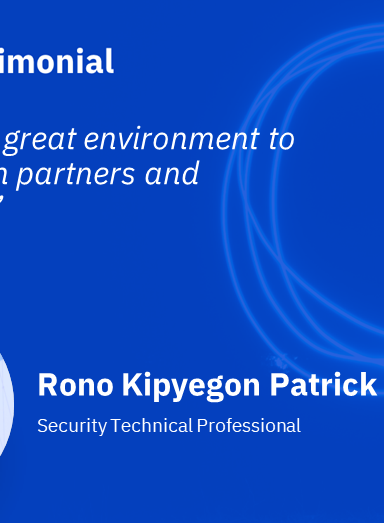 imonial
great environment to
n partners and
”
Rono Kipyegon Patrick
Security Technical Professional